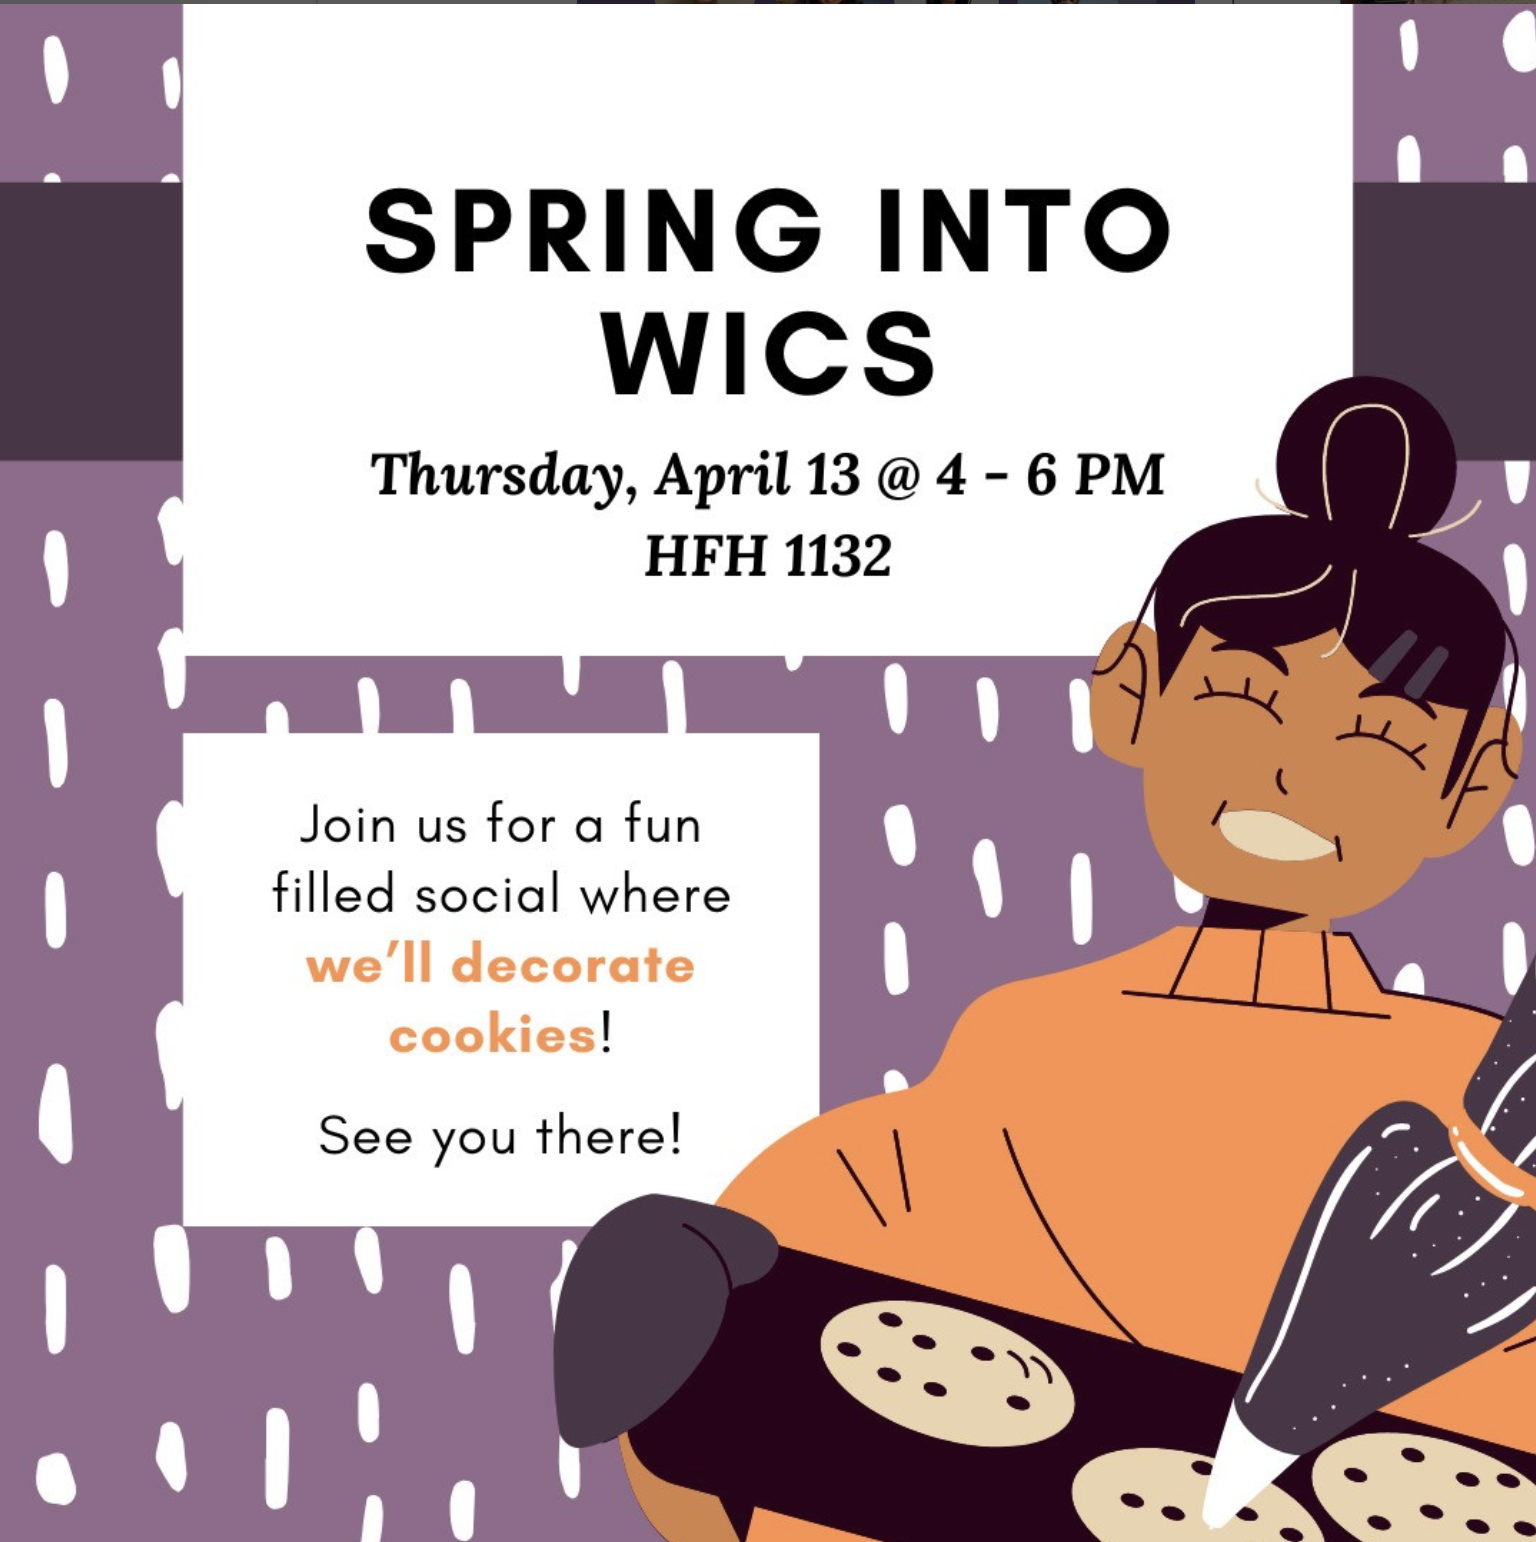 SPRING INTO
WICS
Thursday, April 13 @ 4 - 6 PM
HFH 1132
Join us for a fun
filled social where
we'll decorate
cookies!
See you there!